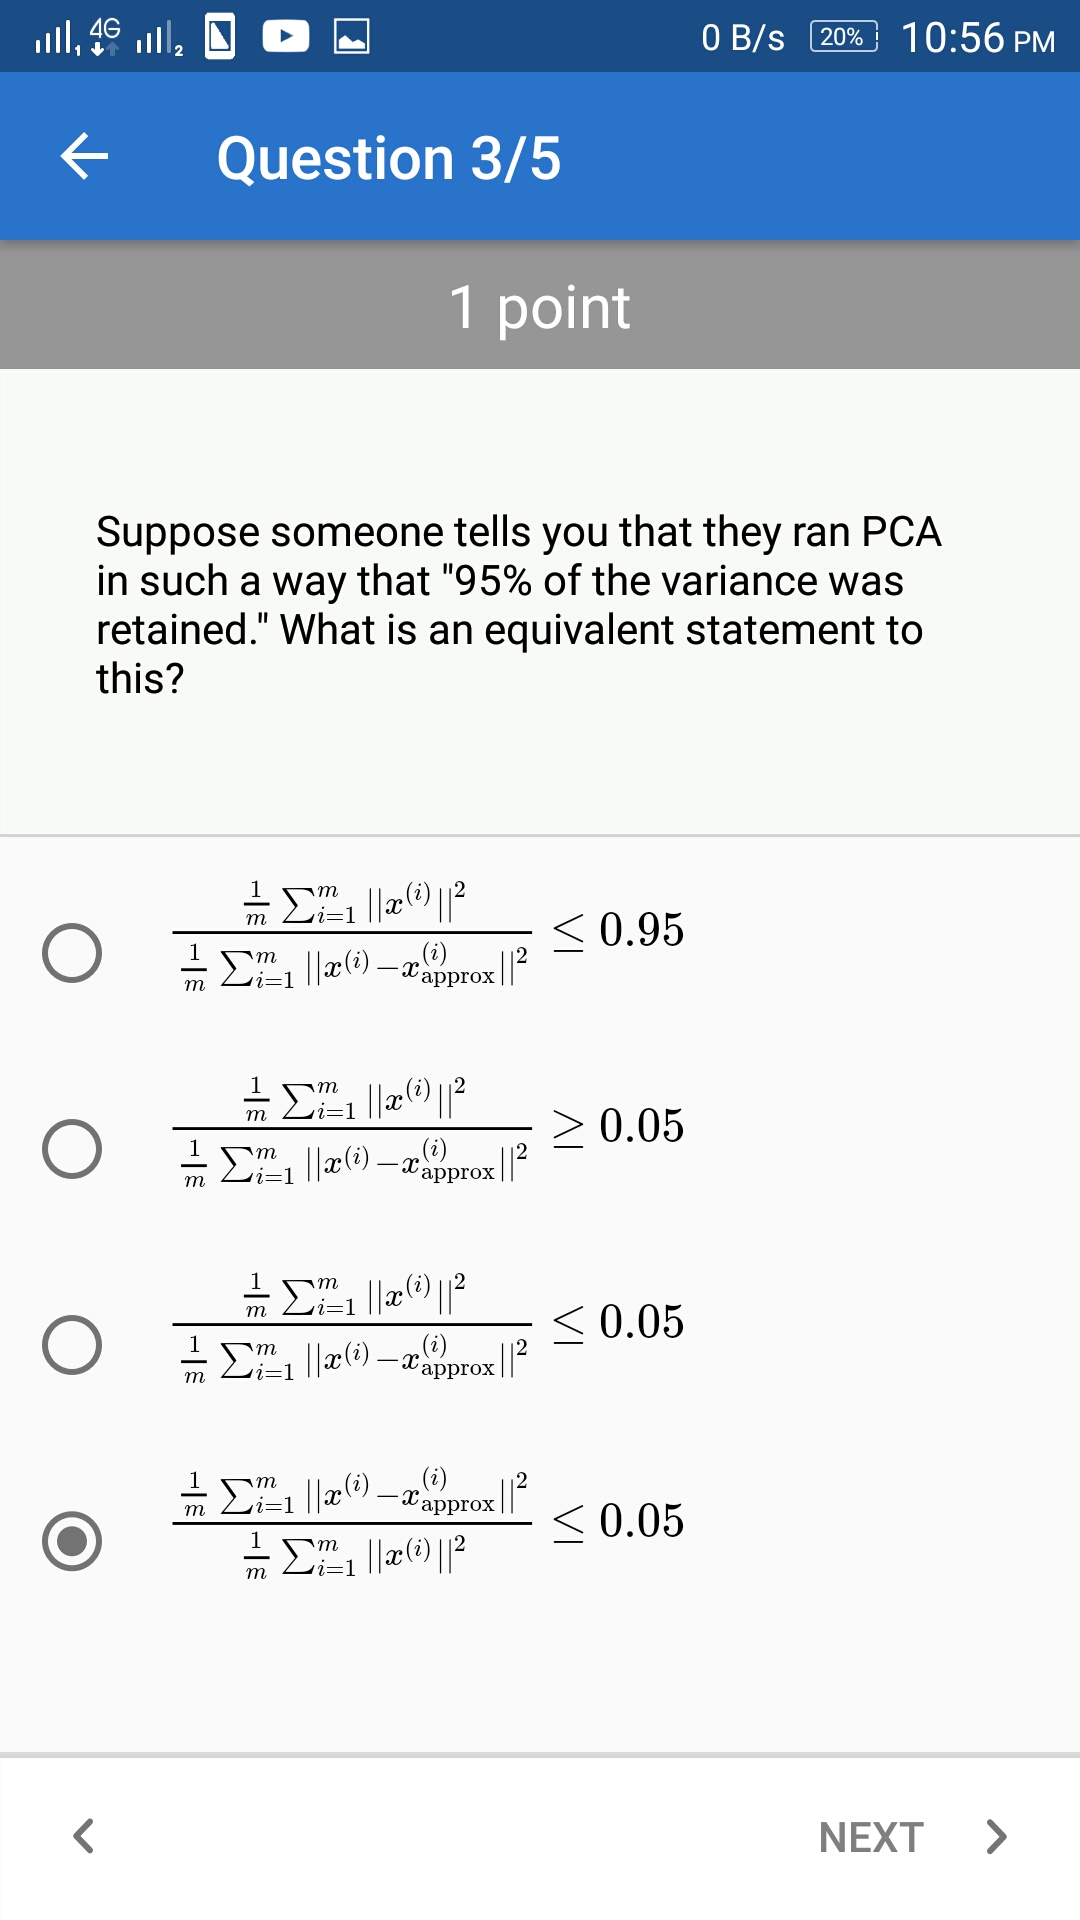 1 4G 2 0 B/s 20% 10:56 PM
Question 3/5
1 point
Suppose someone tells you that they ran PCA
in such a way that "95% of the variance was
retained." What is an equivalent statement to
this?
\frac{\frac{1}{m} \sum_{i=1}^{m} ||x^{(i)}||^2}{\frac{1}{m} \sum_{i=1}^{m} ||x^{(i)} - x_{\text{approx}}^{(i)}||^2} ≤ 0.95
\frac{\frac{1}{m} \sum_{i=1}^{m} ||x^{(i)}||^2}{\frac{1}{m} \sum_{i=1}^{m} ||x^{(i)} - x_{\text{approx}}^{(i)}||^2} ≥ 0.05
\frac{\frac{1}{m} \sum_{i=1}^{m} ||x^{(i)}||^2}{\frac{1}{m} \sum_{i=1}^{m} ||x^{(i)} - x_{\text{approx}}^{(i)}||^2} ≤ 0.05
\frac{\frac{1}{m} \sum_{i=1}^{m} ||x^{(i)} - x_{\text{approx}}^{(i)}||^2}{\frac{1}{m} \sum_{i=1}^{m} ||x^{(i)}||^2} ≤ 0.05
NEXT